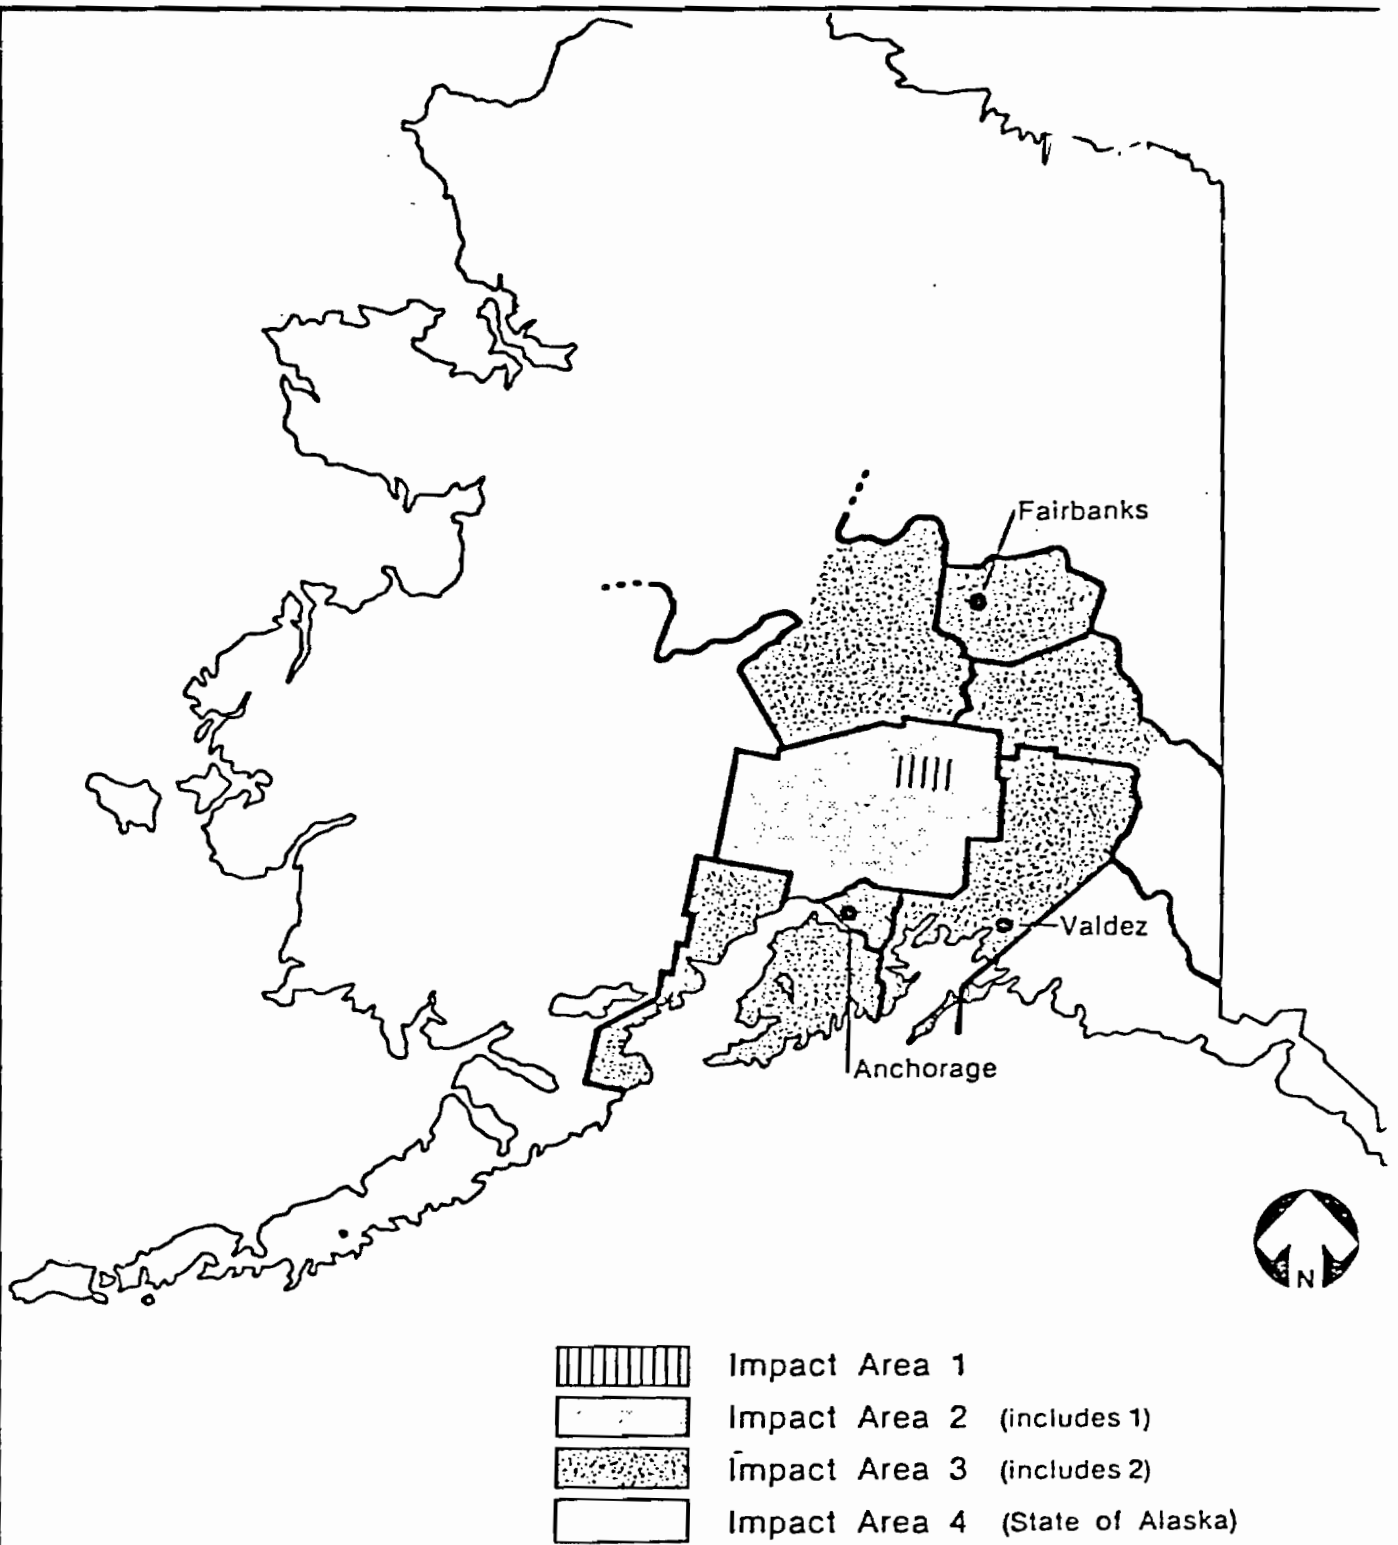 Fairbanks
Valdez
Anchorage
N
Impact Area 1
Impact Area 2 (includes 1)
Impact Area 3 (includes 2)
Impact Area 4 (State of Alaska)